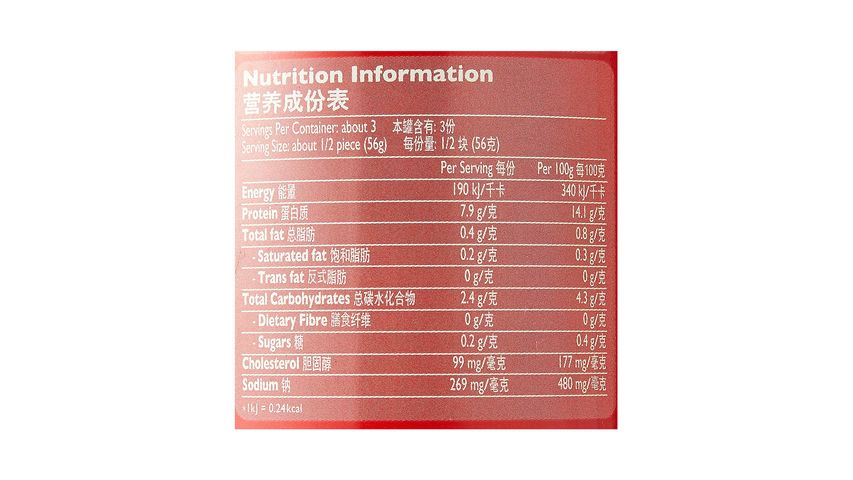 Nutrition Information
营养成份表
Servings Per Container: about 3 本罐含有: 3份
Serving Size: about 1/2 piece (56g) 每份量: 1/2 块 (56克)
Per Serving 每份 Per 100g 每100克
Energy 能量 190 kJ/千卡 340 kJ/千卡
Protein 蛋白质 7.9 g/克 14.1 g/克
Total fat 总脂肪 0.4 g/克 0.8 g/克
- Saturated fat 饱和脂肪 0.2 g/克 0.3 g/克
- Trans fat 反式脂肪 0 g/克 0 g/克
Total Carbohydrates 总碳水化合物 2.4 g/克 4.3 g/克
- Dietary Fibre 膳食纤维 0 g/克 0 g/克
- Sugars 糖 0.2 g/克 0.4 g/克
Cholesterol 胆固醇 99 mg/毫克 177 mg/毫克
Sodium 钠 269 mg/毫克 480 mg/毫克
*1kJ = 0.24kcal